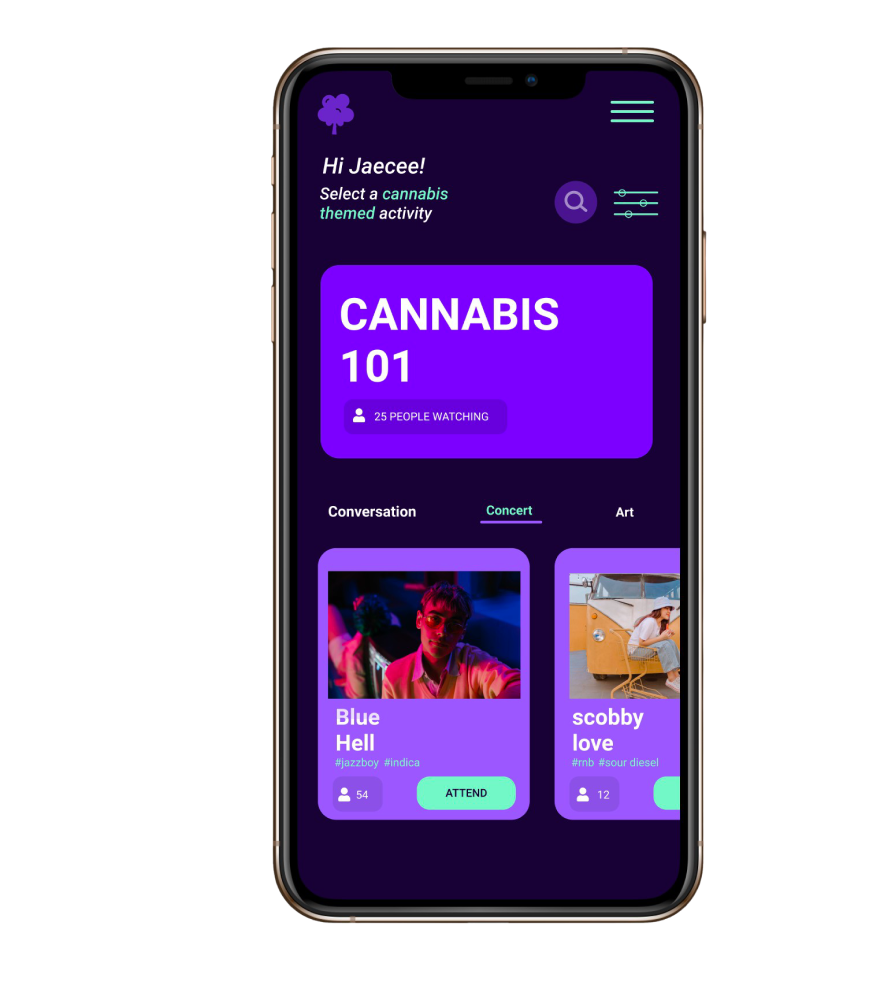 Hi Jaecee!
Select a cannabis
themed activity
CANNABIS
101
25 PEOPLE WATCHING
Conversation Concert Art
Blue
Hell
#jazzboy #indica
54 ATTEND
scobby
love
#rnb #sour diesel
12